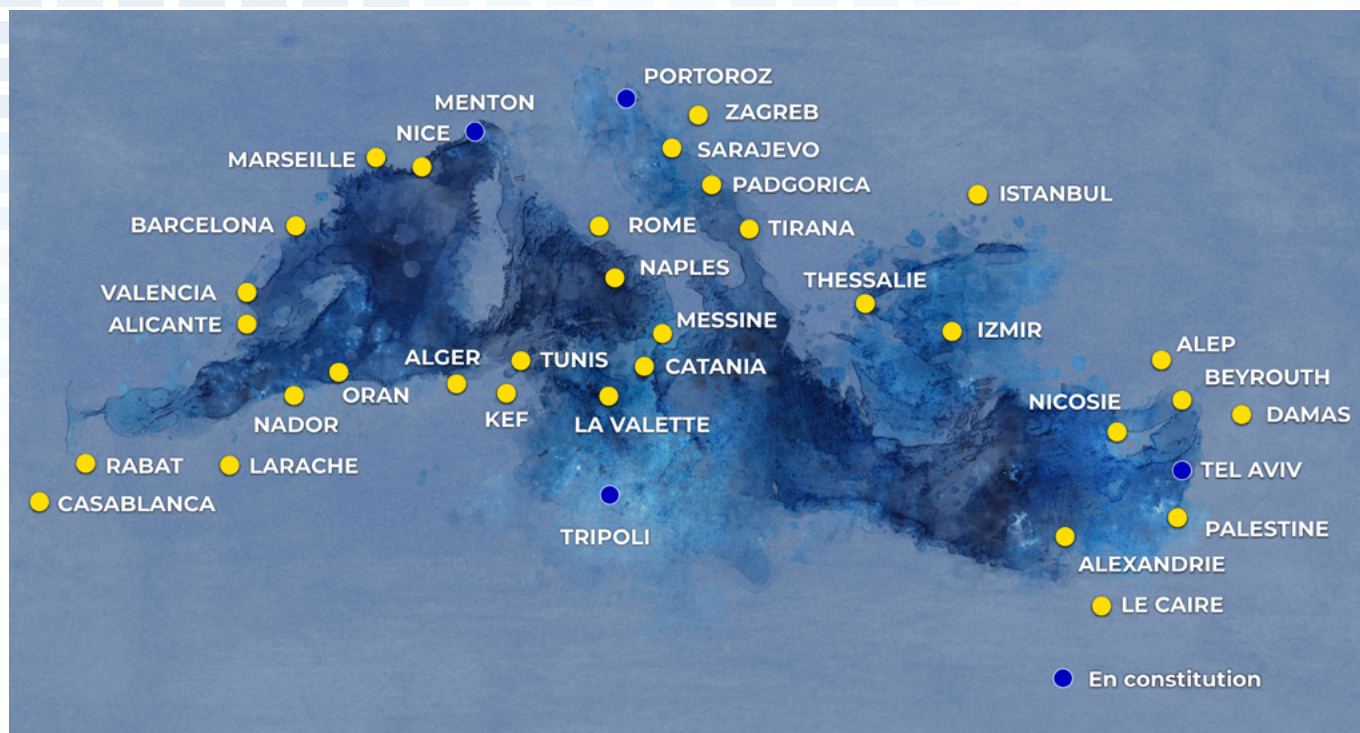 PORTOROZ
MENTON
ZAGREB
NICE
SARAJEVO
MARSEILLE
PADGORICA
ISTANBUL
BARCELONA
ROME
TIRANA
NAPLES
THESSALIE
VALENCIA
MESSINE
ALICANTE
IZMIR
ALEP
ALGER
TUNIS
CATANIA
BEYROUTH
ORAN
NICOSIE
DAMAS
KEF
NADOR
LA VALETTE
RABAT
LARACHE
TEL AVIV
CASABLANCA
PALESTINE
TRIPOLI
ALEXANDRIE
LE CAIRE
En constitution